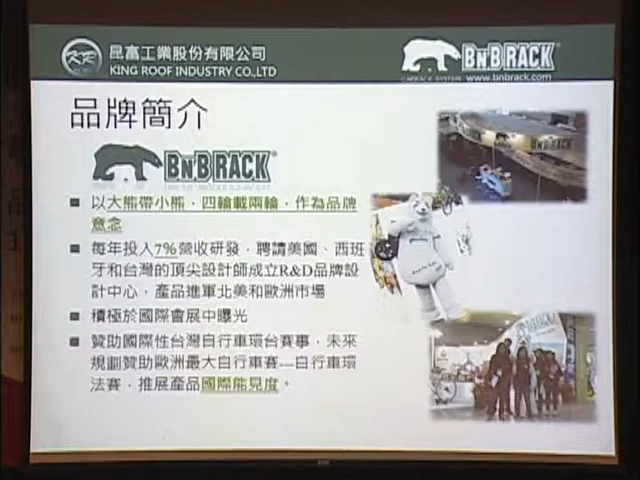 昆富工業股份有限公司
KING ROOF INDUSTRY CO.,LTD
BNB RACK
CARRACK SYSTEM www.bnbrack.com
品牌簡介
BNB RACK
以大熊帶小熊，四輪載兩輪，作為品牌
意念
每年投入7%營收研發，聘請美國、西班
牙和台灣的頂尖設計師成立R&D品牌設
計中心，產品進軍北美和歐洲市場
積極於國際會展中曝光
贊助國際性台灣自行車環台賽事，未來
規劃贊助歐洲最大自行車賽---自行車環
法賽，推展產品國際能見度。